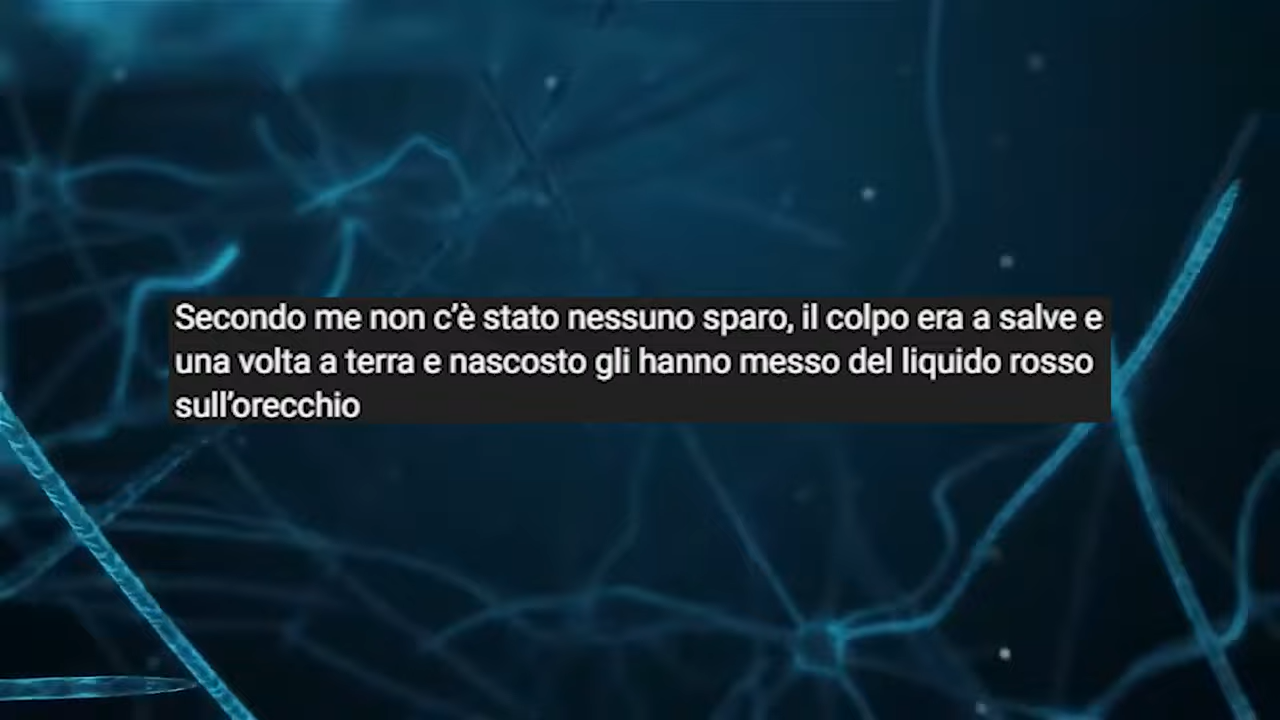 Secondo me non c’è stato nessuno sparo, il colpo era a salve e
una volta a terra e nascosto gli hanno messo del liquido rosso
sull’orecchio